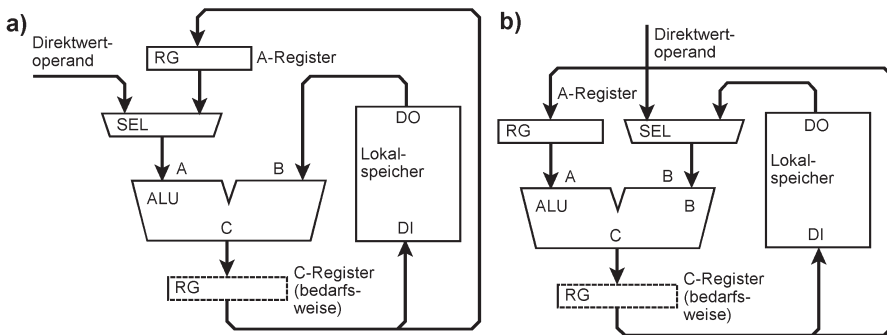 a)
Direktwert-
operand
RG
A-Register
SEL
DO
Lokal-
speicher
A
B
ALU
C
DI
RG
C-Register
(bedarfs-
weise)
b)
Direktwert-
operand
A-Register
RG
SEL
DO
Lokal-
speicher
A
B
ALU
B
C
DI
RG
C-Register
(bedarfs-
weise)